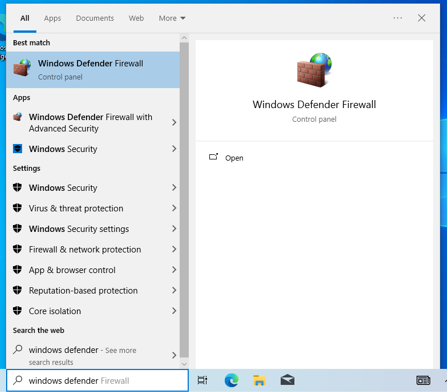 All
Apps
Documents
Web
More
Best match
Windows Defender Firewall
Control panel
Apps
Windows Defender Firewall with
Advanced Security
Windows Security
Settings
Windows Security
Virus & threat protection
Windows Security settings
Firewall & network protection
App & browser control
Reputation-based protection
Core isolation
Search the web
windows defender - See more
search results
windows defender Firewall
Windows Defender Firewall
Control panel
Open